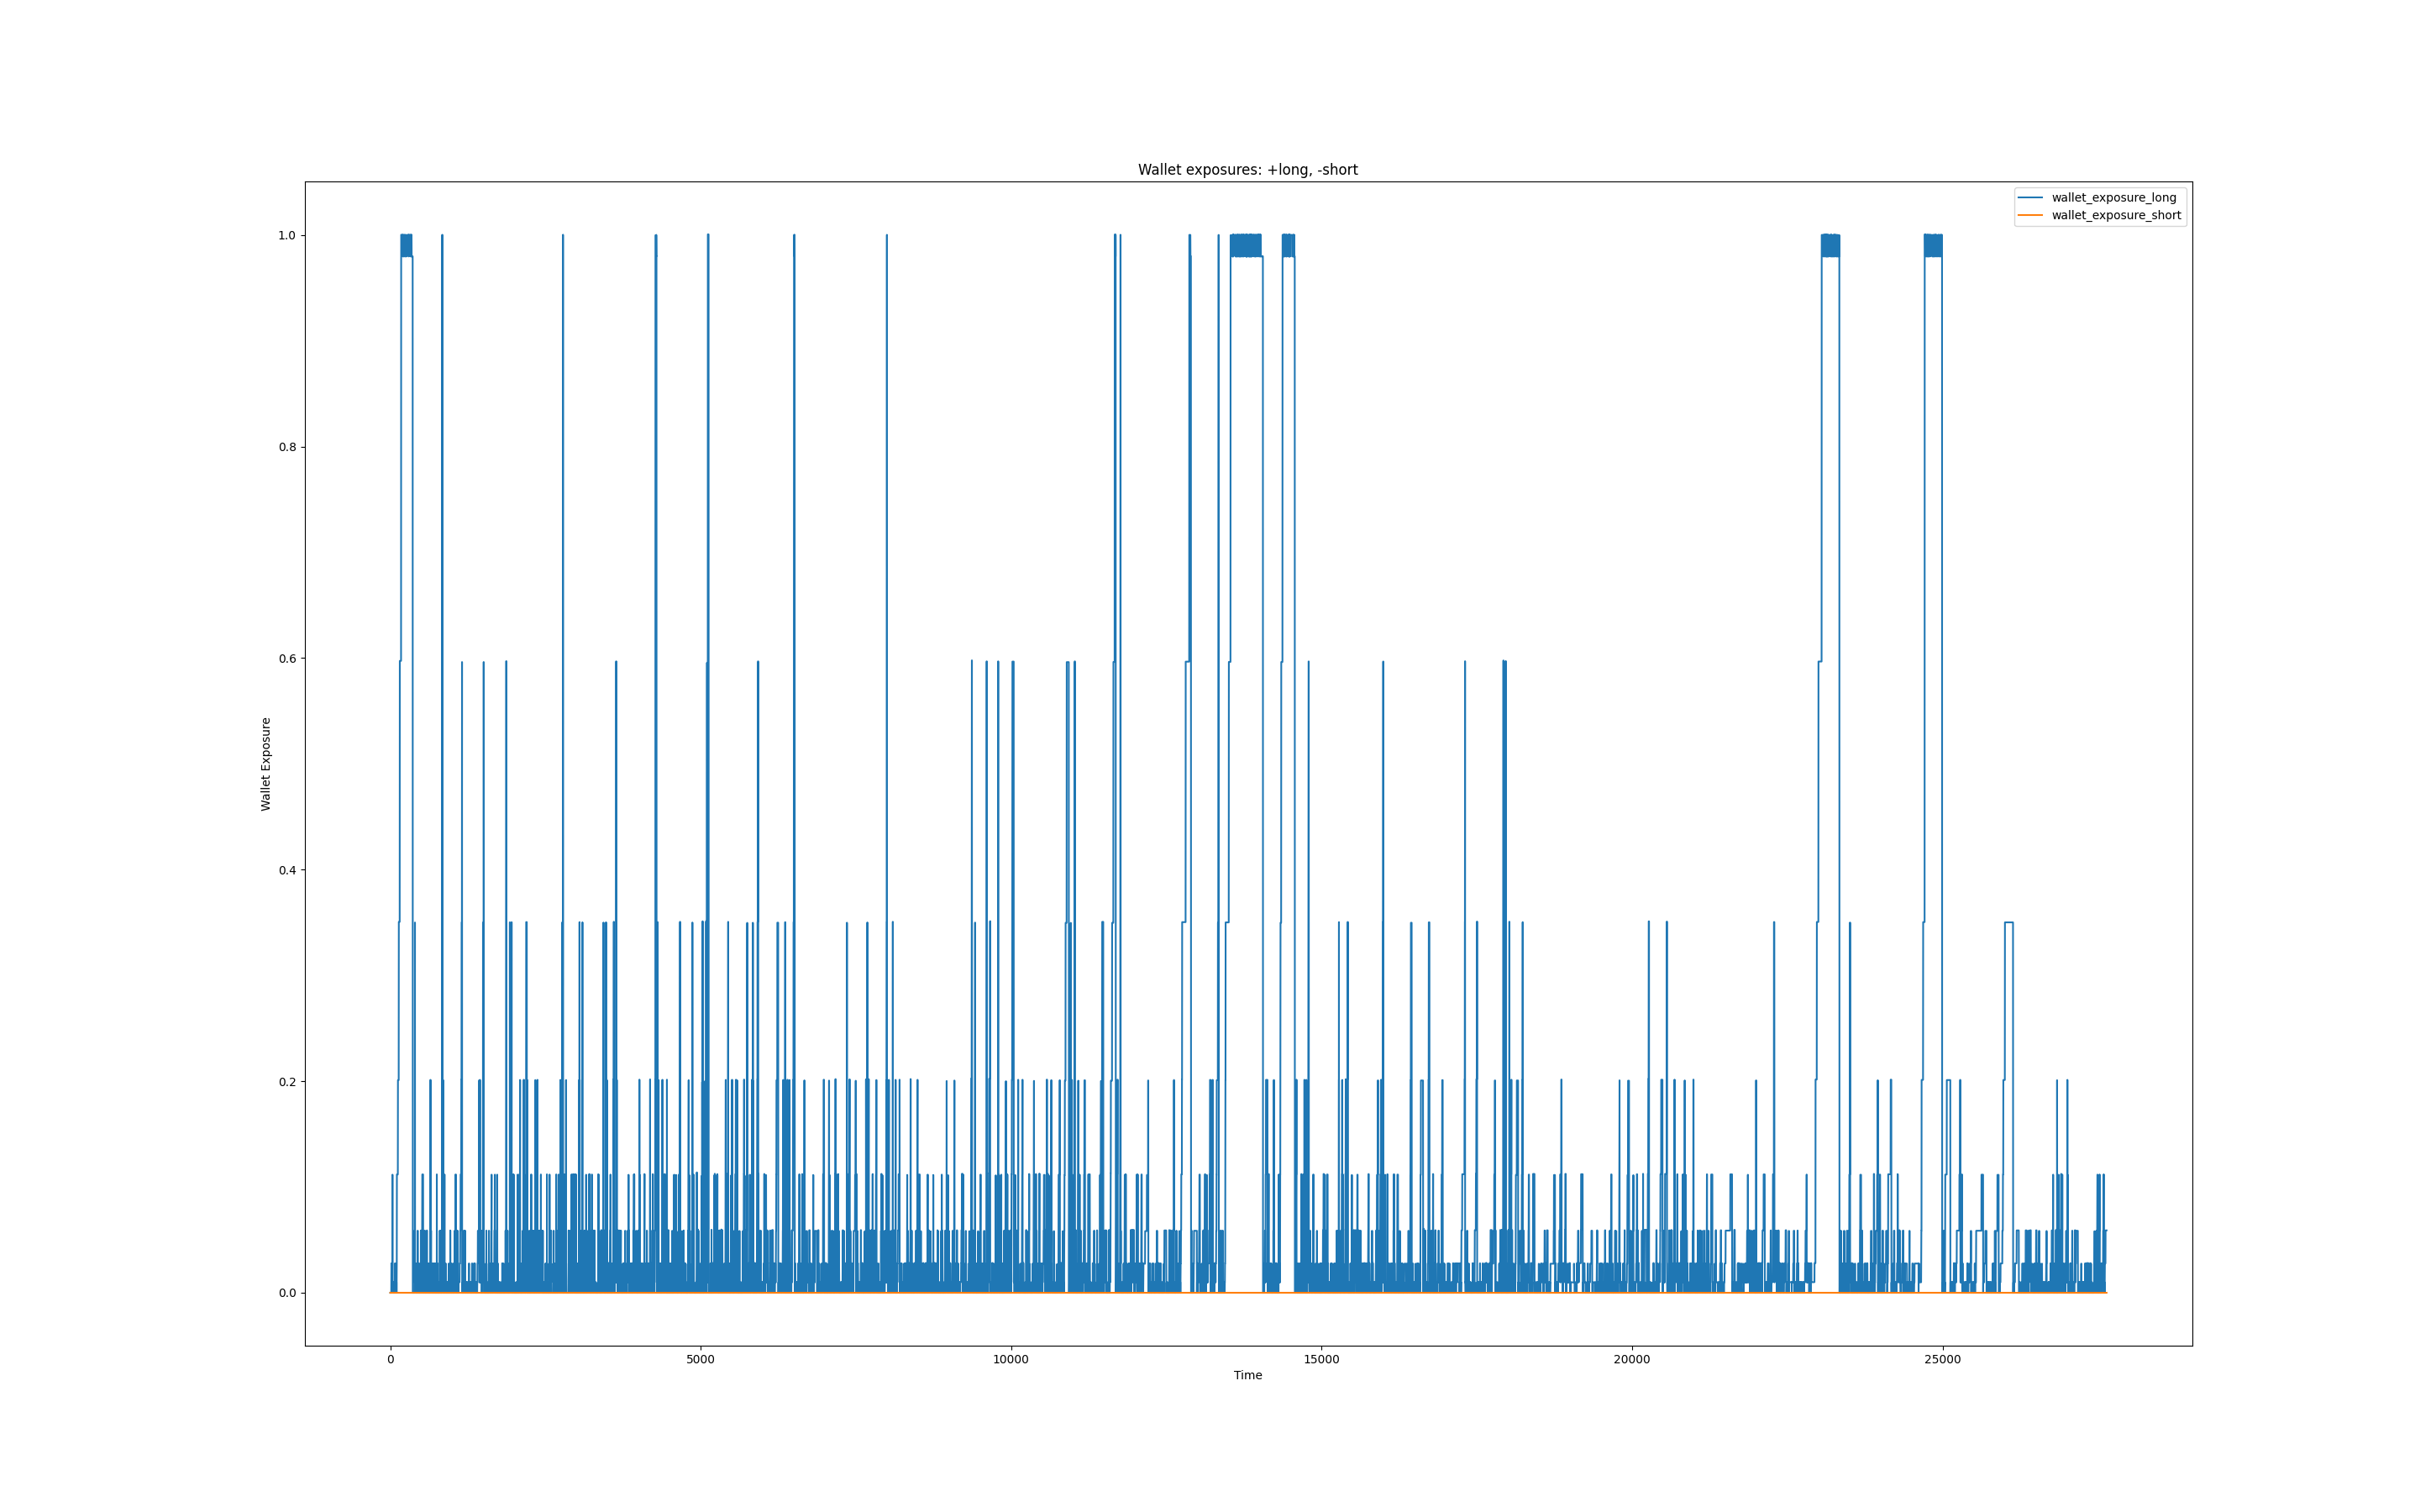 Wallet exposures: +long, -short
wallet_exposure_long
wallet_exposure_short
1.0
0.8
0.6
0.4
0.2
0.0
Wallet Exposure
0
5000
10000
15000
20000
25000
Time